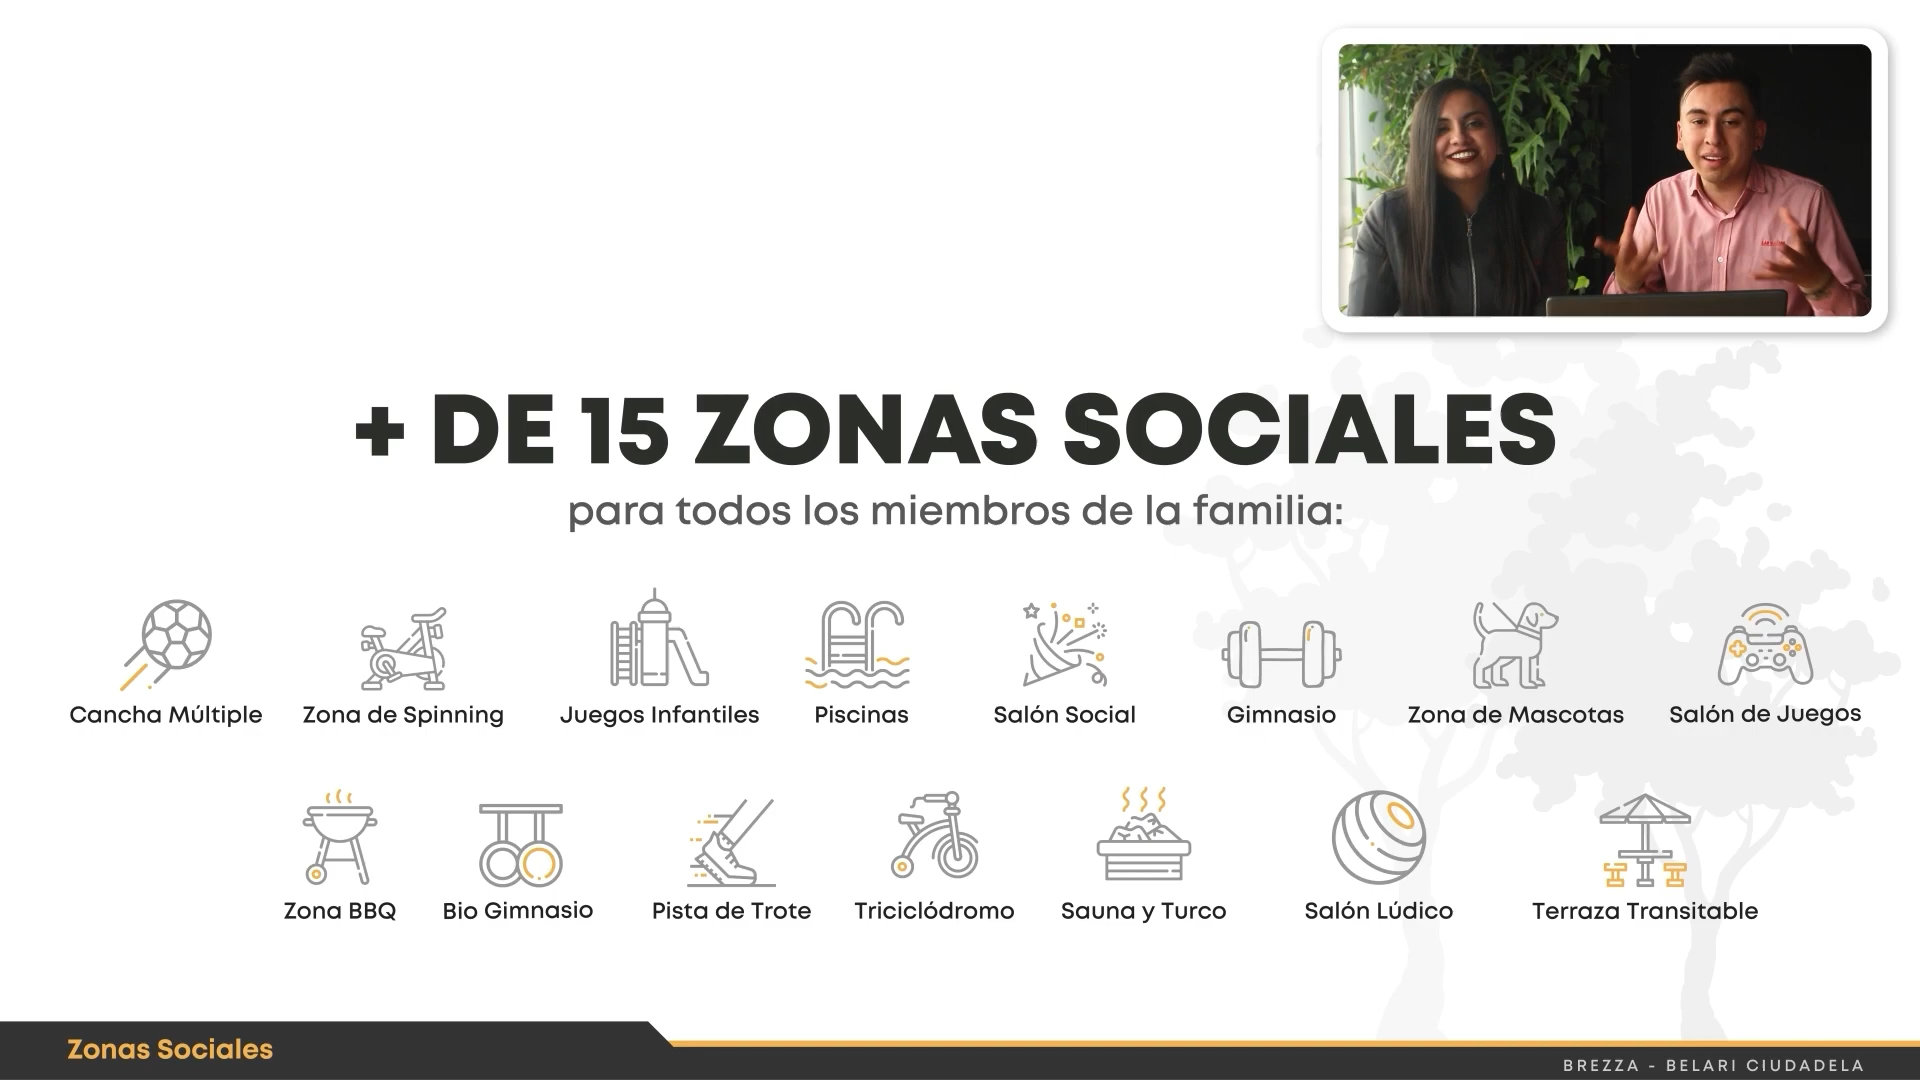 + DE 15 ZONAS SOCIALES
para todos los miembros de la familia:
Cancha Múltiple
Zona de Spinning
Juegos Infantiles
Piscinas
Salón Social
Gimnasio
Zona de Mascotas
Salón de Juegos
Zona BBQ
Bio Gimnasio
Pista de Trote
Triciclódromo
Sauna y Turco
Salón Lúdico
Terraza Transitable
Zonas Sociales
BREZZA - BELARI CIUDADELA